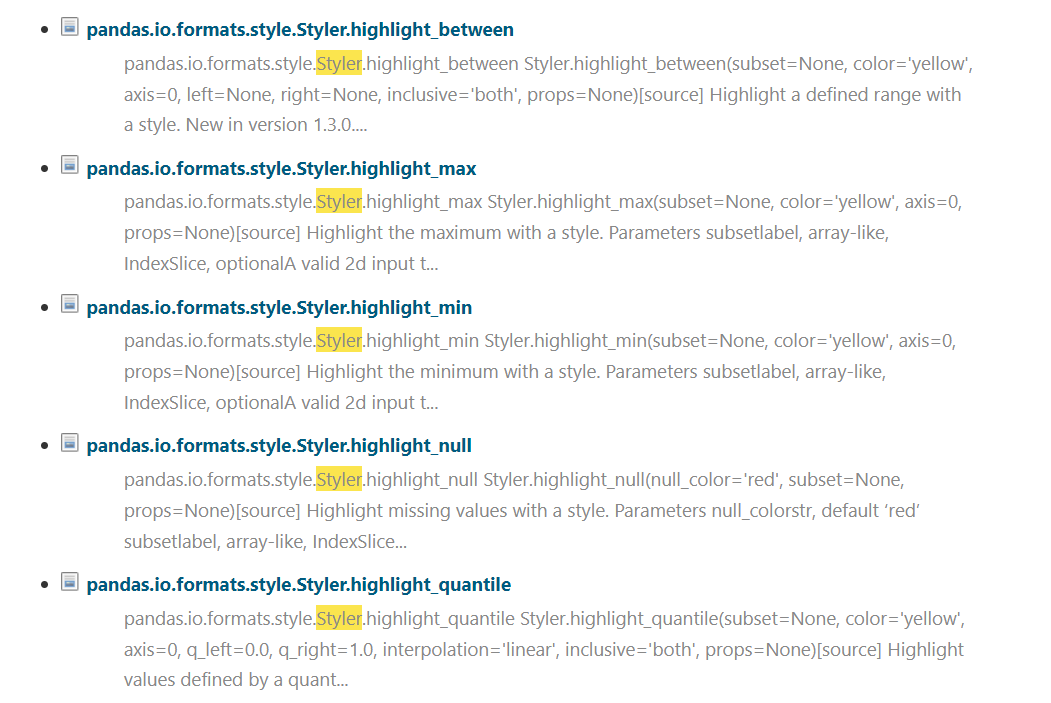 pandas.io.formats.style.Styler.highlight_between
pandas.io.formats.style.Styler.highlight_between Styler.highlight_between(subset=None, color='yellow',
axis=0, left=None, right=None, inclusive='both', props=None)[source] Highlight a defined range with
a style. New in version 1.3.0....
pandas.io.formats.style.Styler.highlight_max
pandas.io.formats.style.Styler.highlight_max Styler.highlight_max(subset=None, color='yellow', axis=0,
props=None)[source] Highlight the maximum with a style. Parameters subsetlabel, array-like,
IndexSlice, optionalA valid 2d input t...
pandas.io.formats.style.Styler.highlight_min
pandas.io.formats.style.Styler.highlight_min Styler.highlight_min(subset=None, color='yellow', axis=0,
props=None)[source] Highlight the minimum with a style. Parameters subsetlabel, array-like,
IndexSlice, optionalA valid 2d input t...
pandas.io.formats.style.Styler.highlight_null
pandas.io.formats.style.Styler.highlight_null Styler.highlight_null(null_color='red', subset=None,
props=None)[source] Highlight missing values with a style. Parameters null_colorstr, default ‘red’
subsetlabel, array-like, IndexSlice...
pandas.io.formats.style.Styler.highlight_quantile
pandas.io.formats.style.Styler.highlight_quantile Styler.highlight_quantile(subset=None, color='yellow',
axis=0, q_left=0.0, q_right=1.0, interpolation='linear', inclusive='both', props=None)[source] Highlight
values defined by a quant...